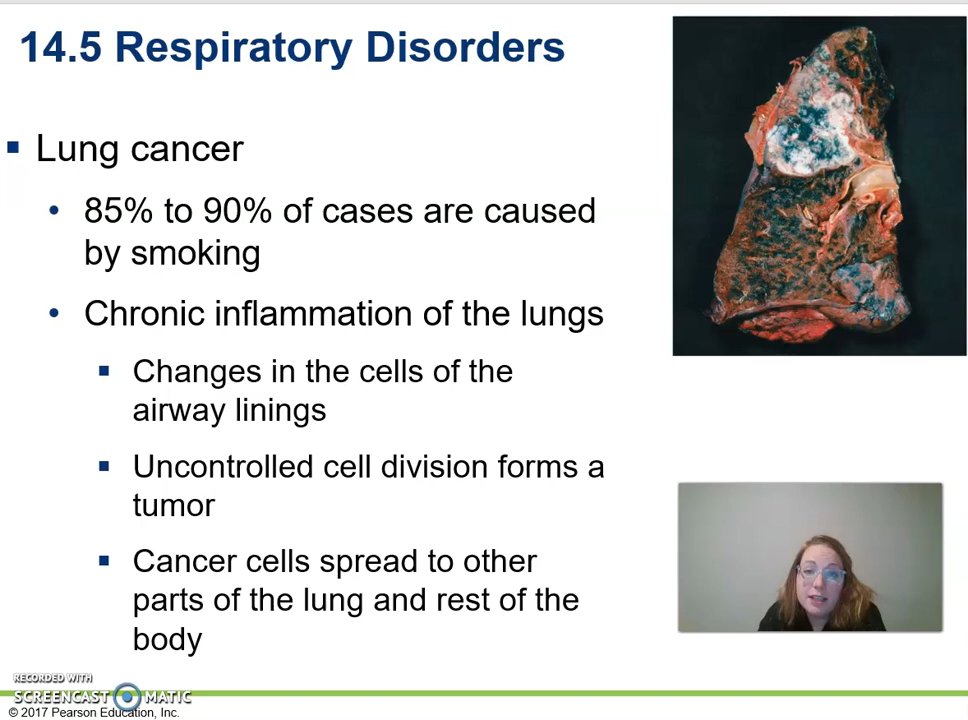 14.5 Respiratory Disorders
Lung cancer
85% to 90% of cases are caused
by smoking
Chronic inflammation of the lungs
Changes in the cells of the
airway linings
Uncontrolled cell division forms a
tumor
Cancer cells spread to other
parts of the lung and rest of the
body
RECORDED WITH
SCREENCAST MATIC
© 2017 Pearson Education, Inc.